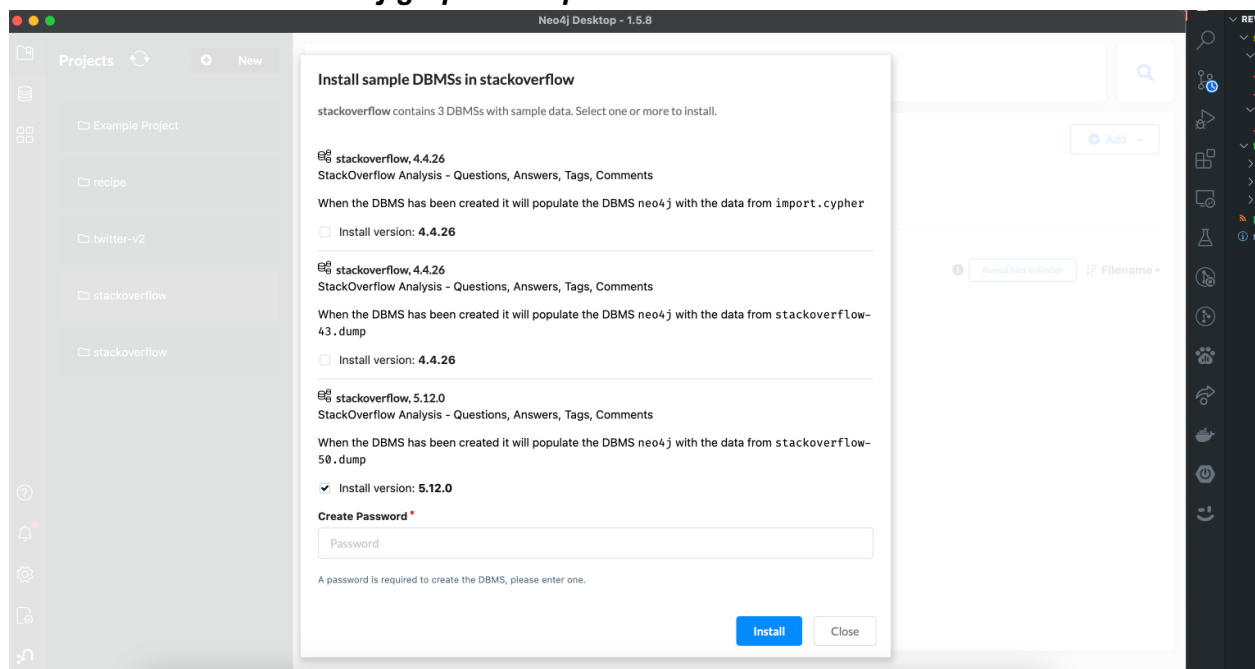 Neo4j Desktop - 1.5.8
Projects
New
Example Project
recipe
twitter-v2
stackoverflow
stackoverflow
Install sample DBMSs in stackoverflow
stackoverflow contains 3 DBMSs with sample data. Select one or more to install.
stackoverflow, 4.4.26
StackOverflow Analysis - Questions, Answers, Tags, Comments
When the DBMS has been created it will populate the DBMS neo4j with the data from import.cypher
Install version: 4.4.26
stackoverflow, 4.4.26
StackOverflow Analysis - Questions, Answers, Tags, Comments
When the DBMS has been created it will populate the DBMS neo4j with the data from stackoverflow-
43.dump
Install version: 4.4.26
stackoverflow, 5.12.0
StackOverflow Analysis - Questions, Answers, Tags, Comments
When the DBMS has been created it will populate the DBMS neo4j with the data from stackoverflow-
50.dump
Install version: 5.12.0
Create Password *
Password
A password is required to create the DBMS, please enter one.
Install
Close
Add
Reveal files in Finder
Filename